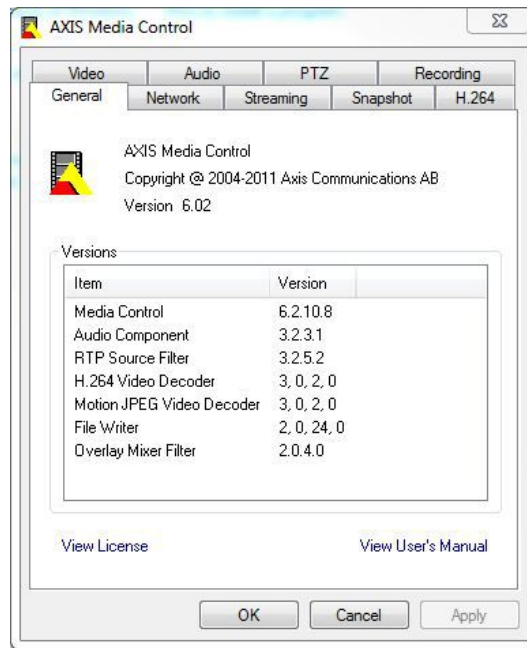 AXIS Media Control
Video Audio PTZ Recording
General Network Streaming Snapshot H.264
AXIS Media Control
Copyright @ 2004-2011 Axis Communications AB
Version 6.02
Versions
Item Version
Media Control 6.2.10.8
Audio Component 3.2.3.1
RTP Source Filter 3.2.5.2
H.264 Video Decoder 3, 0, 2, 0
Motion JPEG Video Decoder 3, 0, 2, 0
File Writer 2, 0, 24, 0
Overlay Mixer Filter 2.0.4.0
View License View User's Manual
OK Cancel Apply